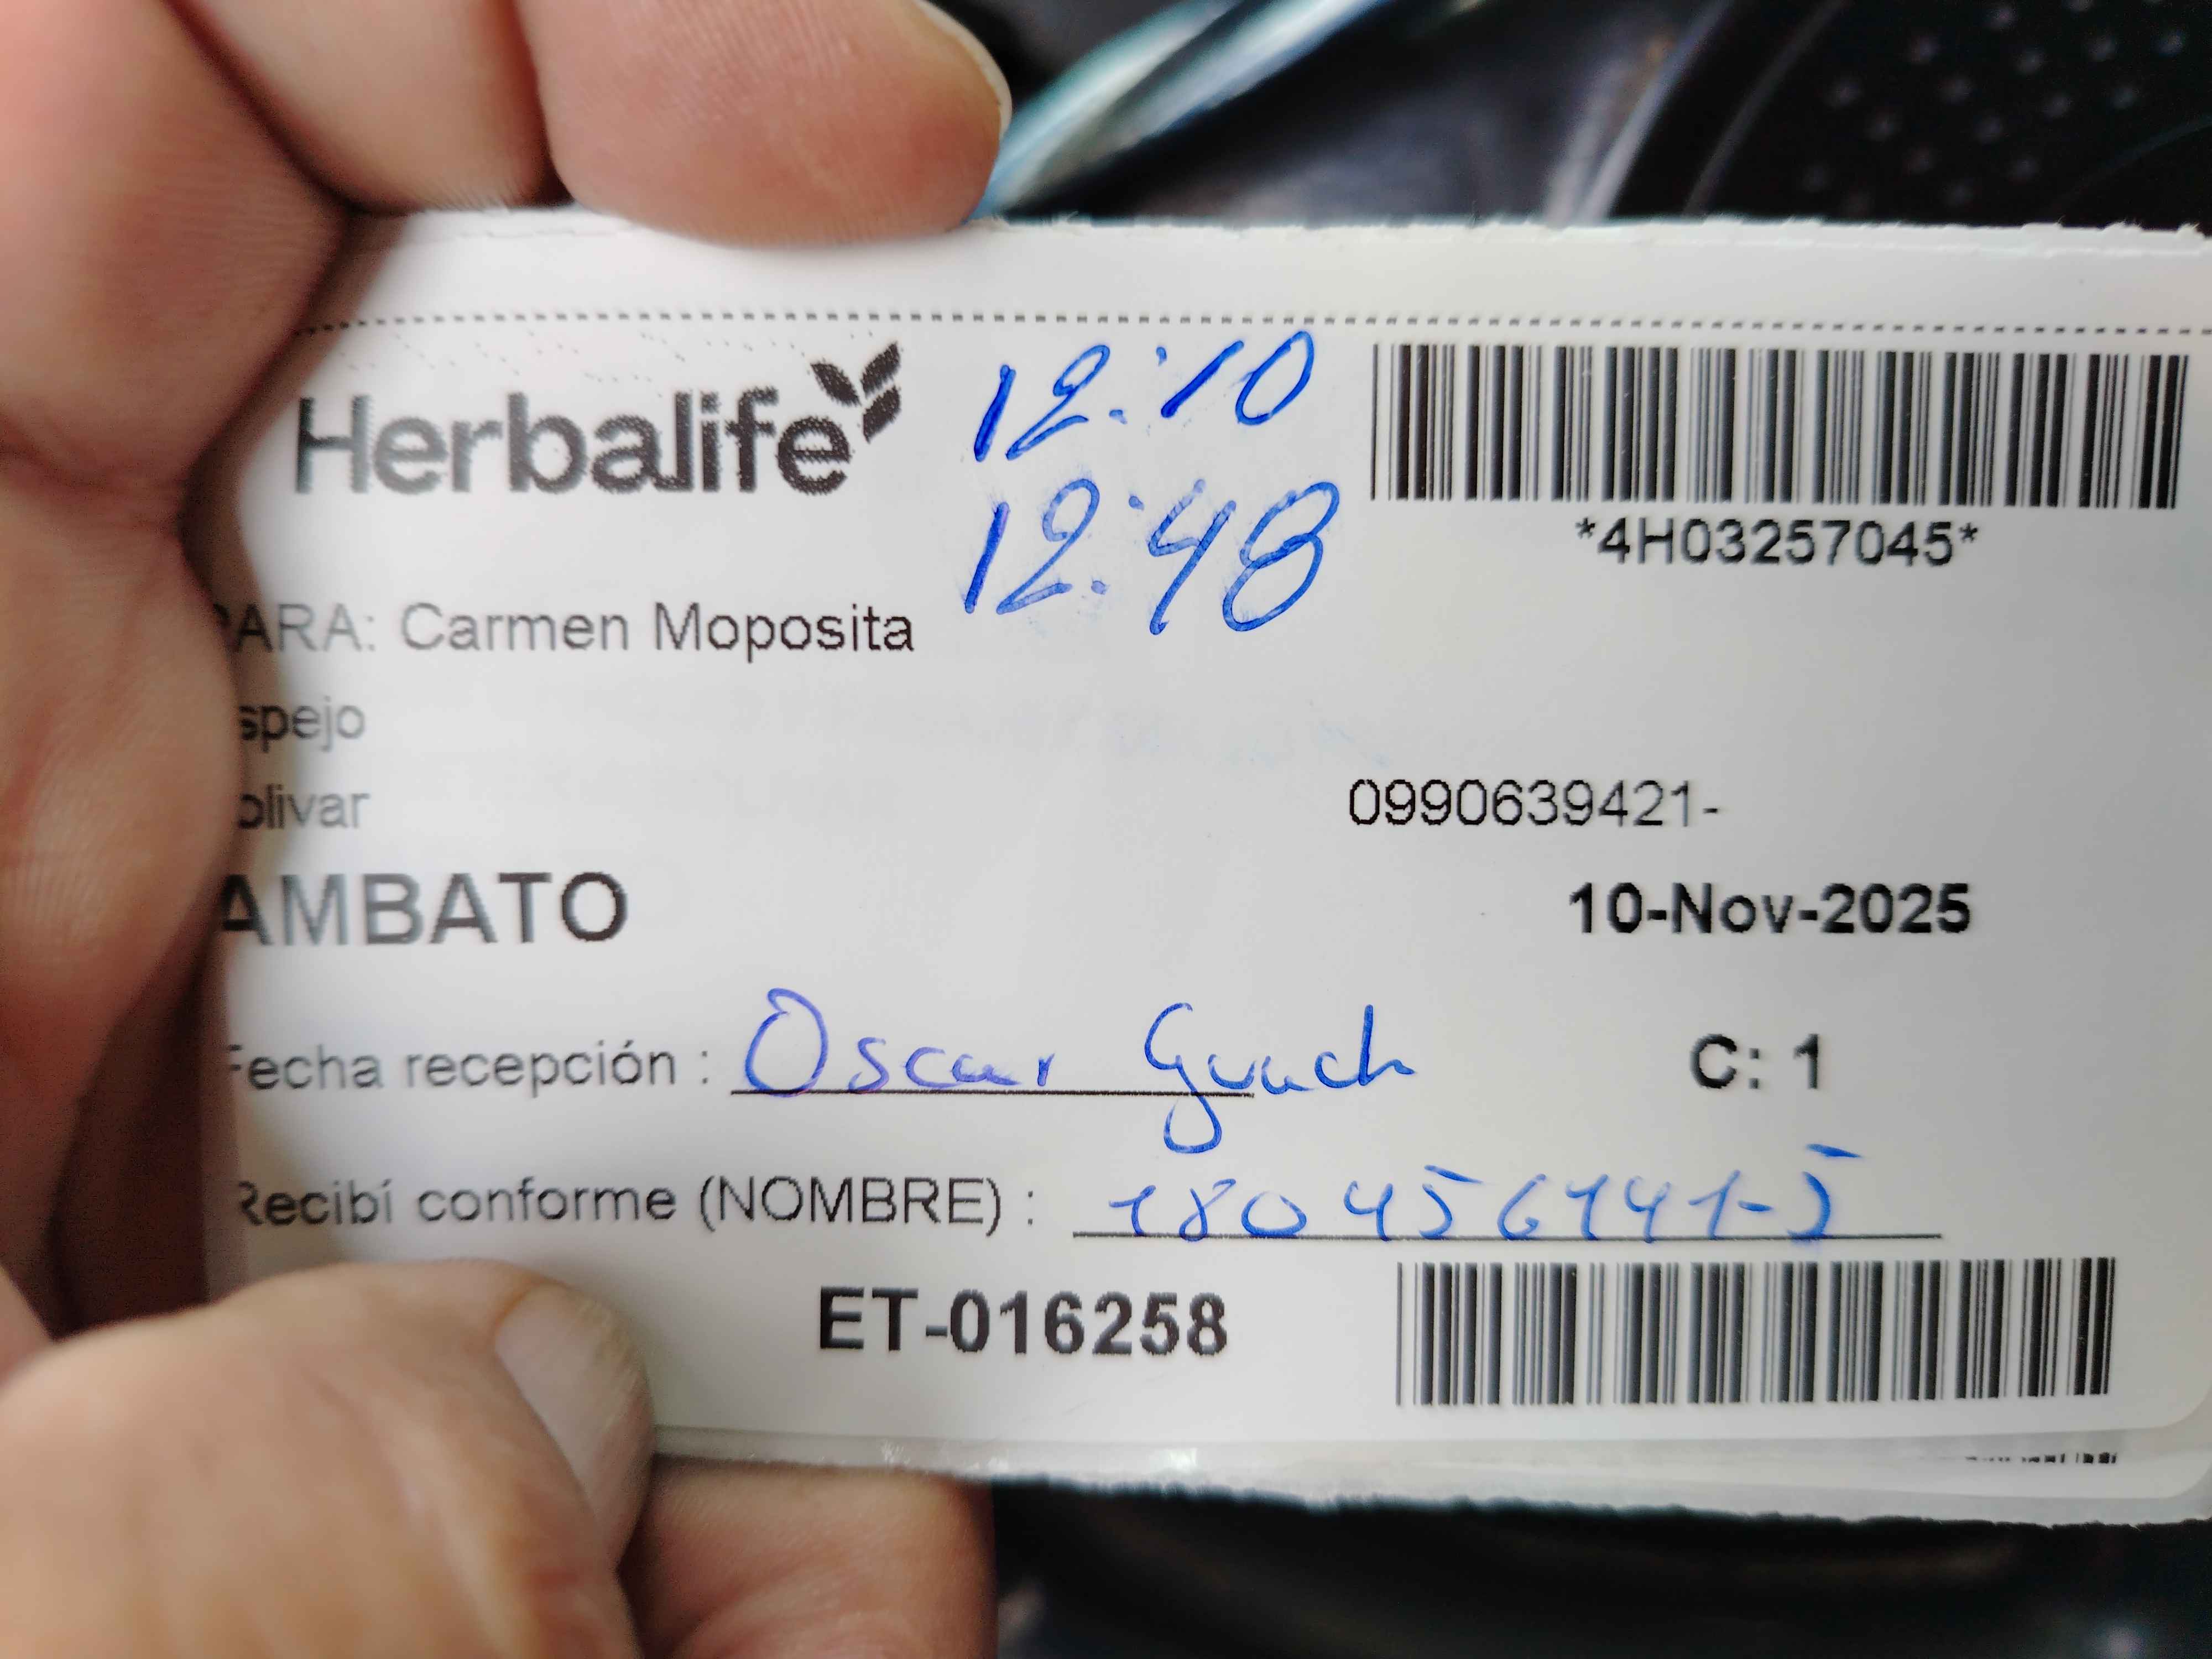 Herbalife
12:10
12:48
*4H03257045*
PARA: Carmen Moposita
spejo
olivar
0990639421-
AMBATO
10-Nov-2025
Fecha recepción : Oscar
C: 1
Recibí conforme (NOMBRE) :
ET-016258